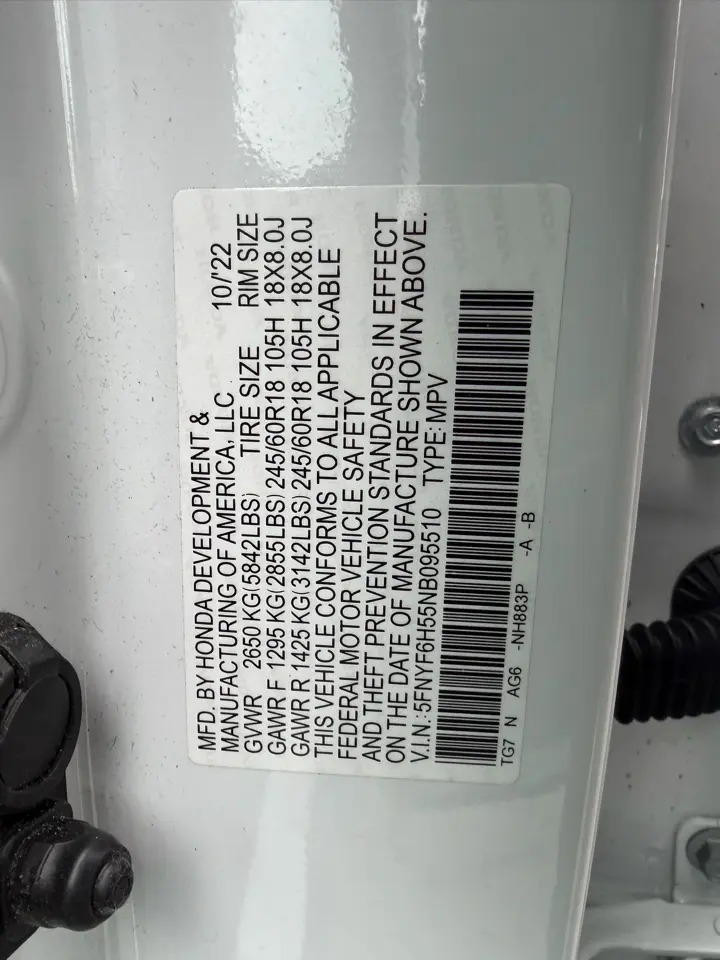 MFD. BY HONDA DEVELOPMENT &
MANUFACTURING OF AMERICA, LLC 10/'22
GVWR 2650 KG(5842LBS) TIRE SIZE RIM SIZE
GAWR F 1295 KG(2855LBS) 245/60R18 105H 18X8.0J
GAWR R 1425 KG(3142LBS) 245/60R18 105H 18X8.0J
THIS VEHICLE CONFORMS TO ALL APPLICABLE
FEDERAL MOTOR VEHICLE SAFETY
AND THEFT PREVENTION STANDARDS IN EFFECT
ON THE DATE OF MANUFACTURE SHOWN ABOVE.
V.I.N.:5FNYF6H55NB095510 TYPE: MPV
TG7 N AG6 -NH883P -A -B